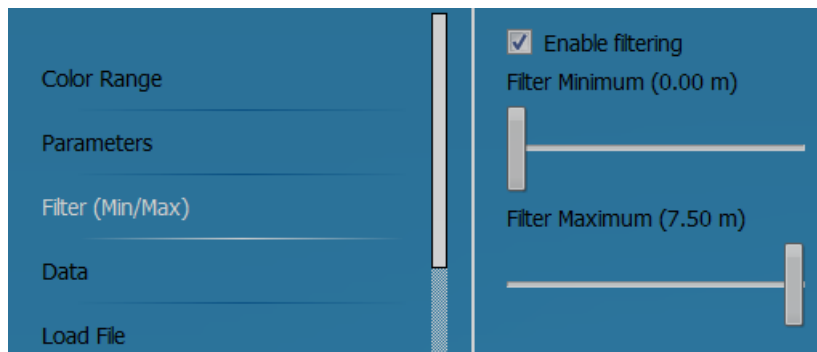 Color Range
Parameters
Filter (Min/Max)
Data
Load File
Enable filtering
Filter Minimum (0.00 m)
Filter Maximum (7.50 m)